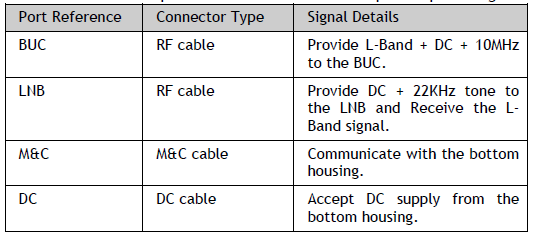 Port Reference Connector Type Signal Details
BUC RF cable Provide L-Band + DC + 10MHz
to the BUC.
LNB RF cable Provide DC + 22KHz tone to
the LNB and Receive the L-
Band signal.
M&C M&C cable Communicate with the bottom
housing.
DC DC cable Accept DC supply from the
bottom housing.